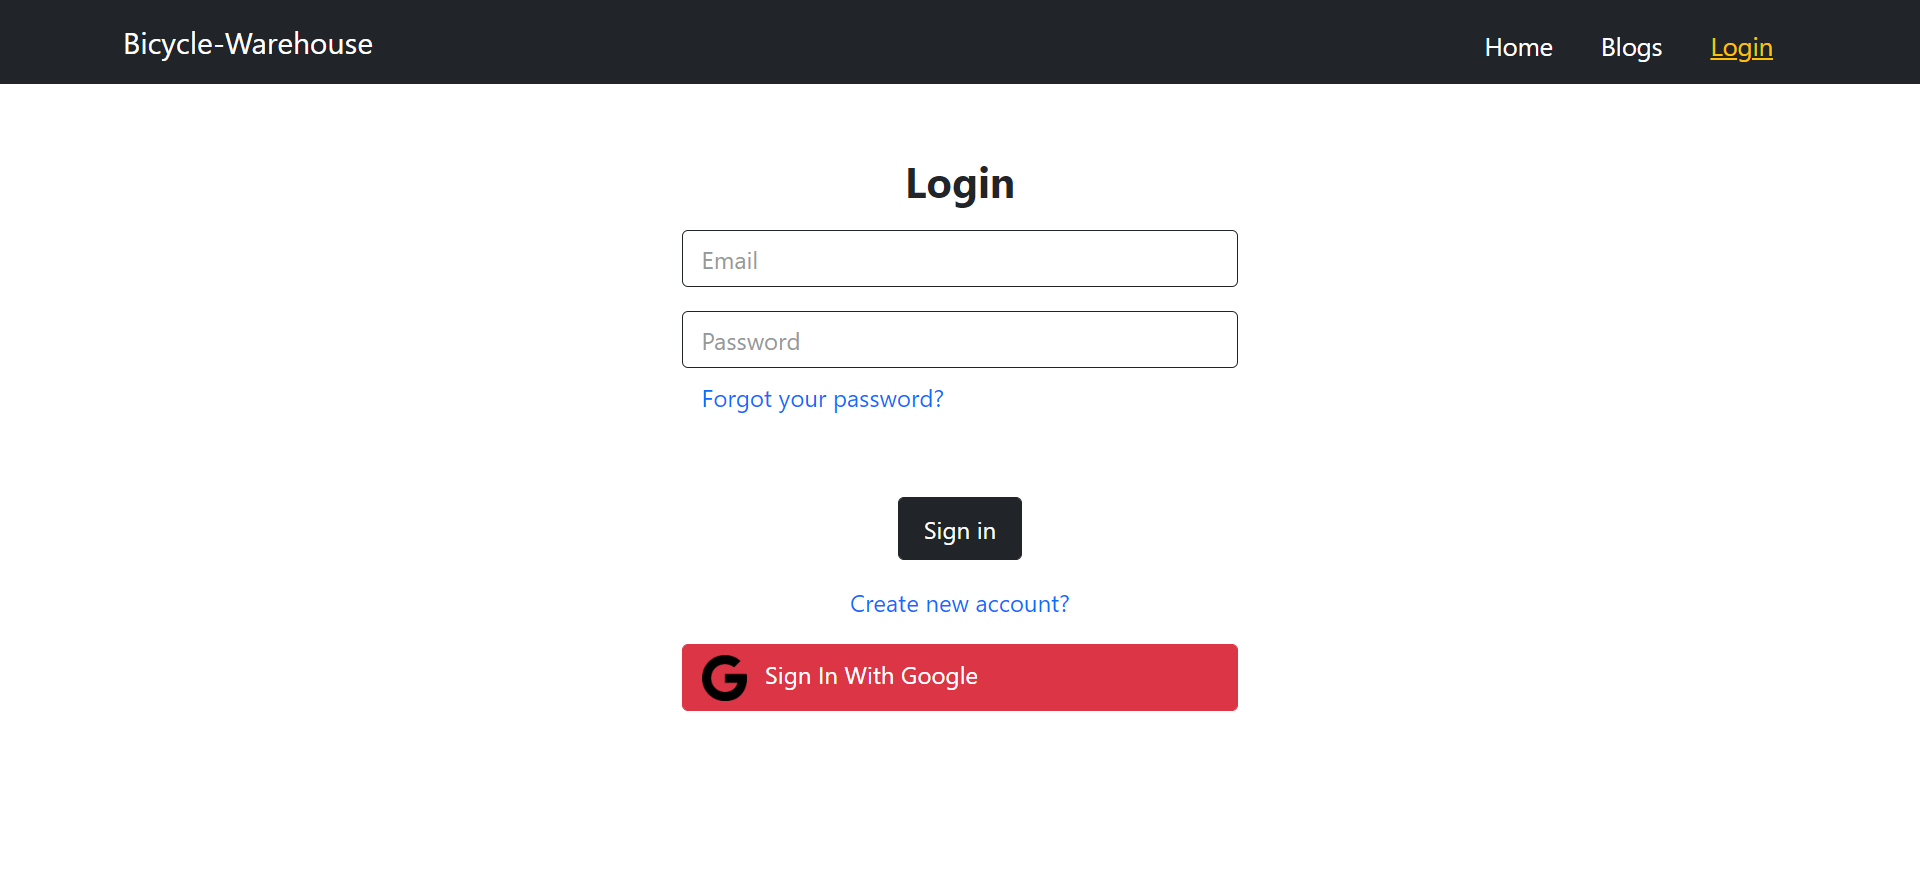 Bicycle-Warehouse
Home Blogs Login
Login
Email
Password
Forgot your password?
Sign in
Create new account?
Sign In With Google